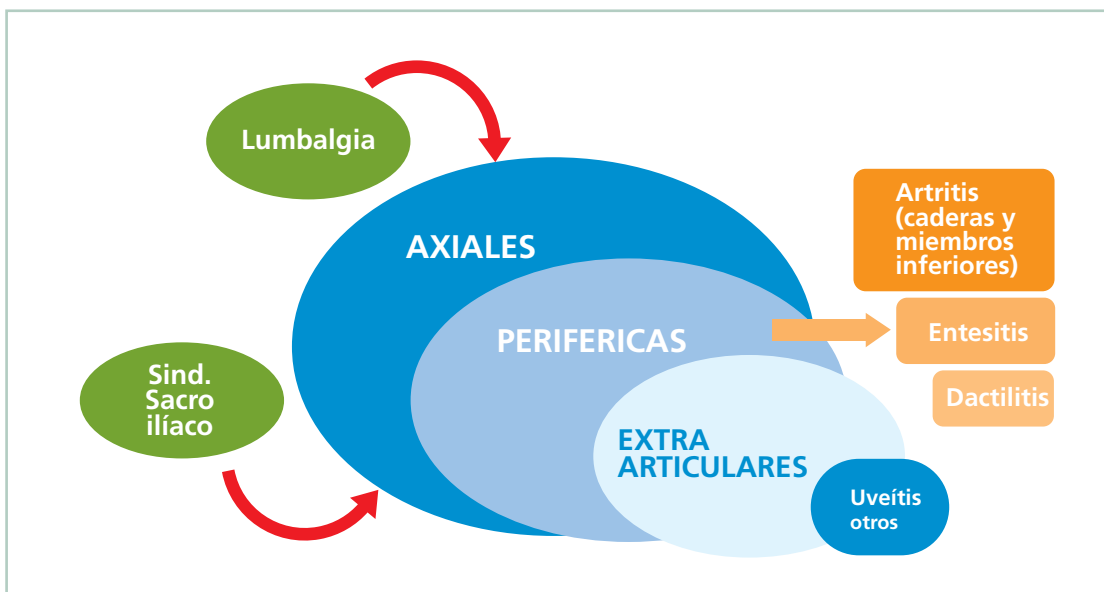 Lumbalgia
AXIALES
Artritis
(caderas y
miembros
inferiores)
PERIFERICAS
Entesitis
Sind.
Sacro
ilíaco
Dactilitis
EXTRA
ARTICULARES
Uveítis
otros